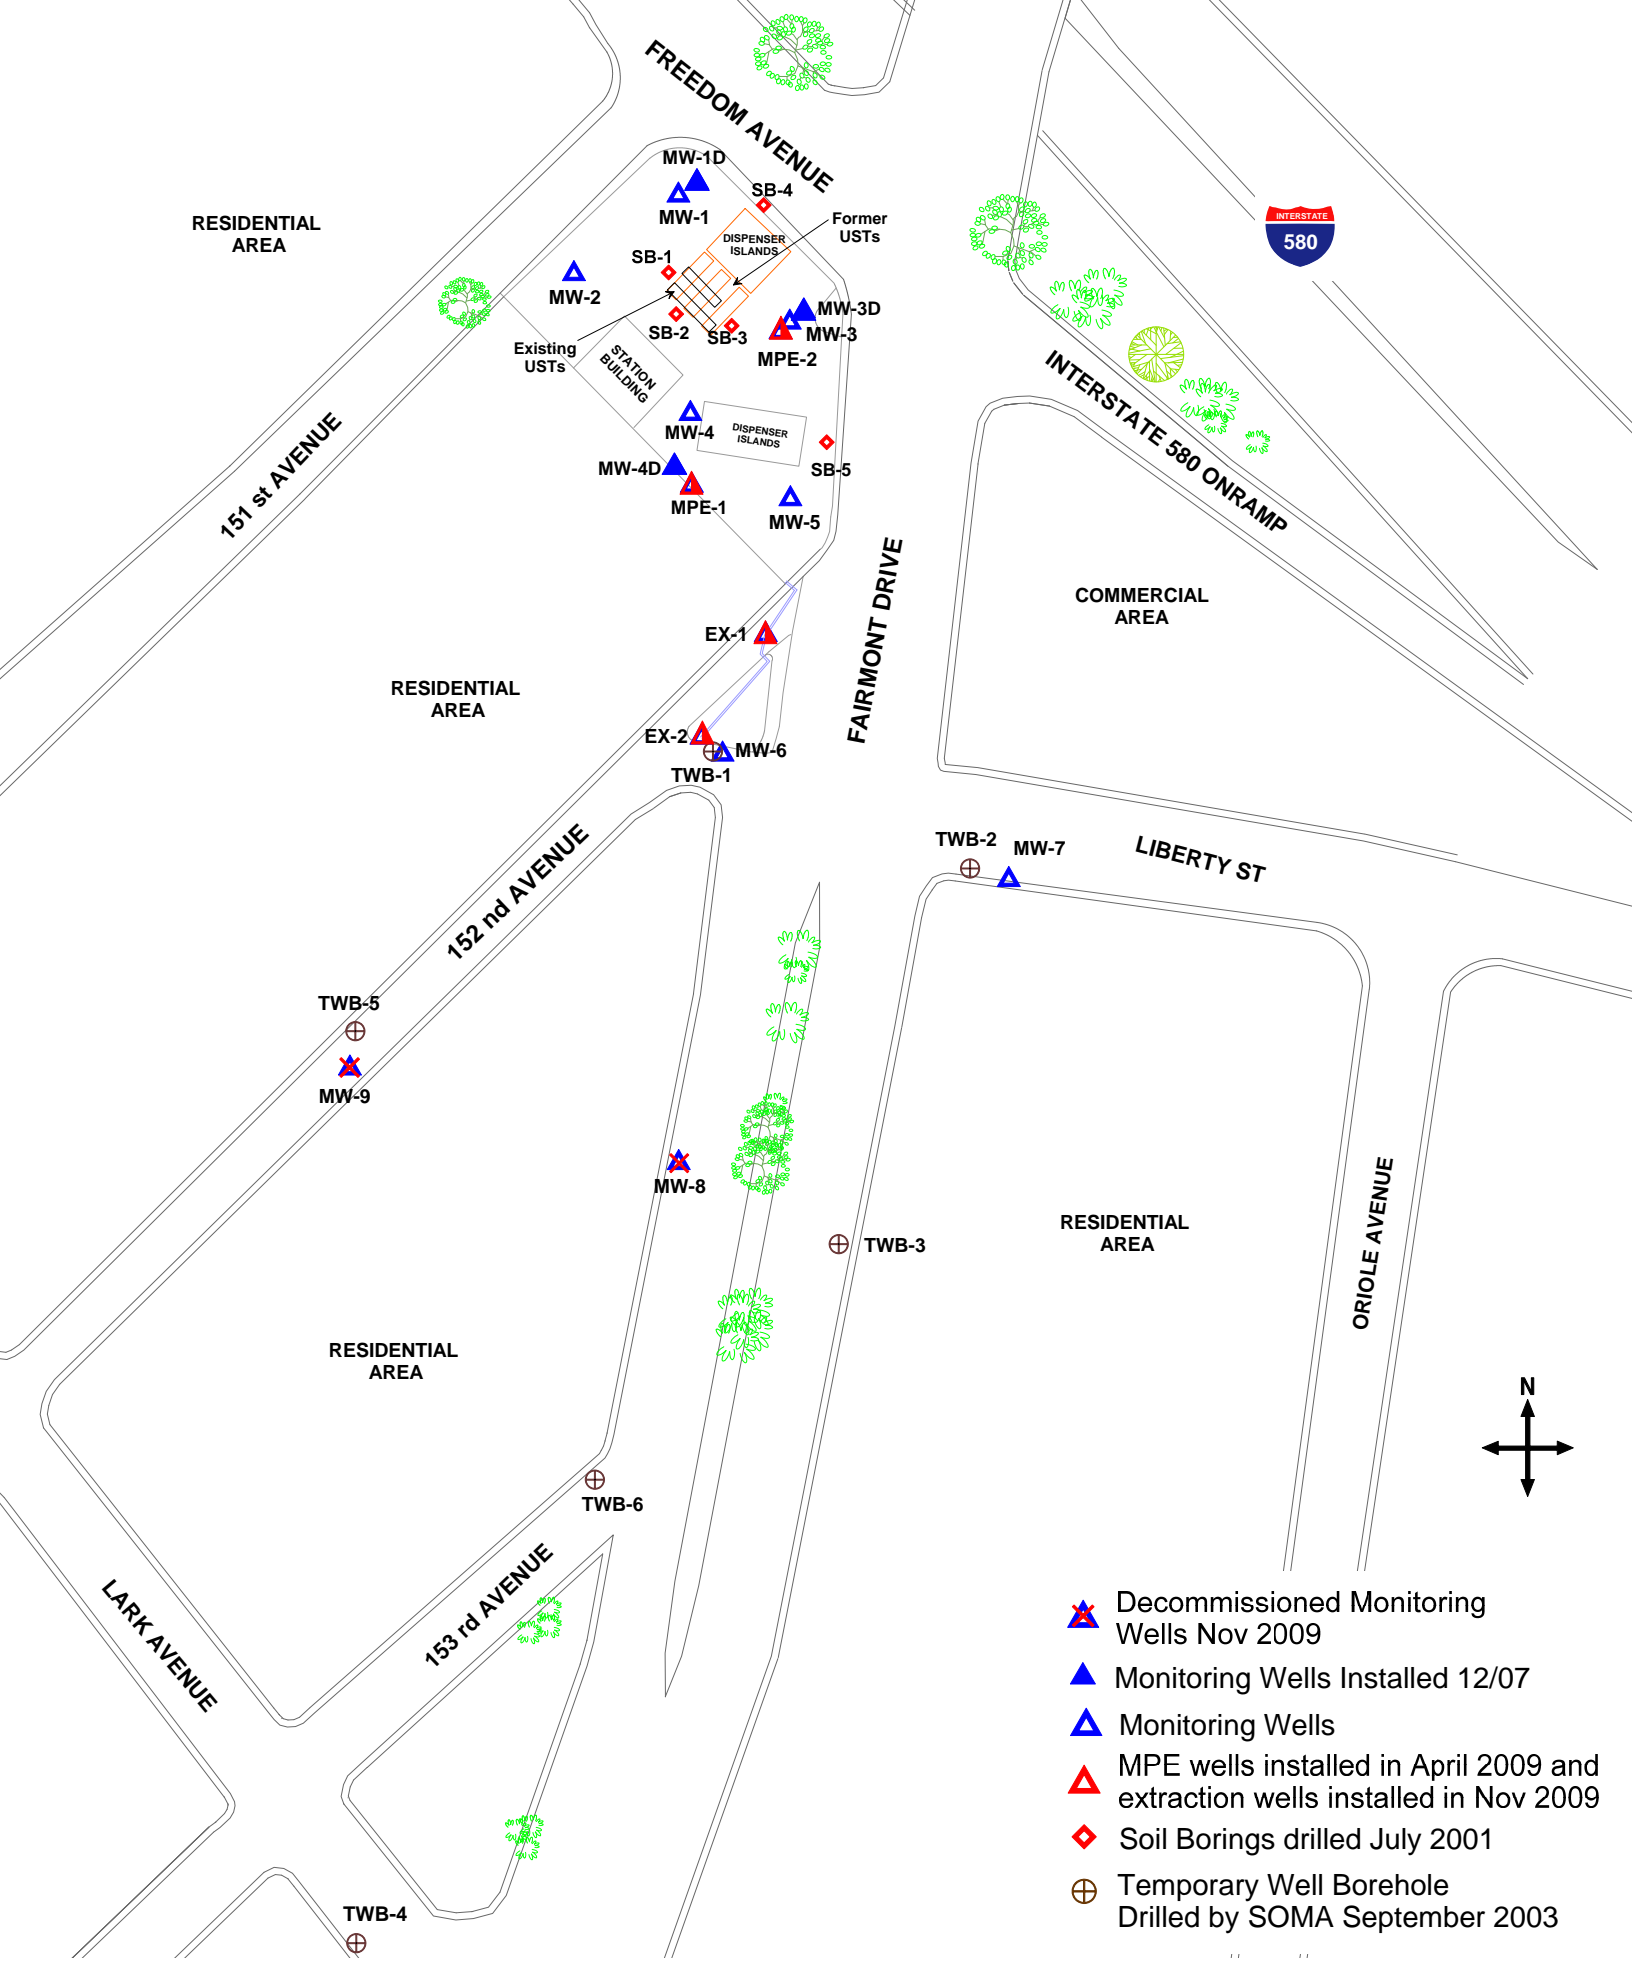 FREEDOM AVENUE
MW-1D
SB-4
MW-1
RESIDENTIAL
AREA
Former
USTs
INTERSTATE
580
DISPENSER
ISLANDS
SB-1
MW-2
MW-3D
SB-2
SB-3
MW-3
Existing
USTs
MPE-2
STATION
BUILDING
INTERSTATE 580 ONRAMP
MW-4
DISPENSER
ISLANDS
MW-4D
SB-5
151 st AVENUE
MPE-1
MW-5
FAIRMONT DRIVE
COMMERCIAL
AREA
EX-1
RESIDENTIAL
AREA
EX-2
MW-6
TWB-1
TWB-2
MW-7
LIBERTY ST
152 nd AVENUE
TWB-5
MW-9
MW-8
RESIDENTIAL
AREA
TWB-3
ORIOLE AVENUE
RESIDENTIAL
AREA
N
TWB-6
LARK AVENUE
153 rd AVENUE
TWB-4
Decommissioned Monitoring
Wells Nov 2009
Monitoring Wells Installed 12/07
Monitoring Wells
MPE wells installed in April 2009 and
extraction wells installed in Nov 2009
Soil Borings drilled July 2001
Temporary Well Borehole
Drilled by SOMA September 2003